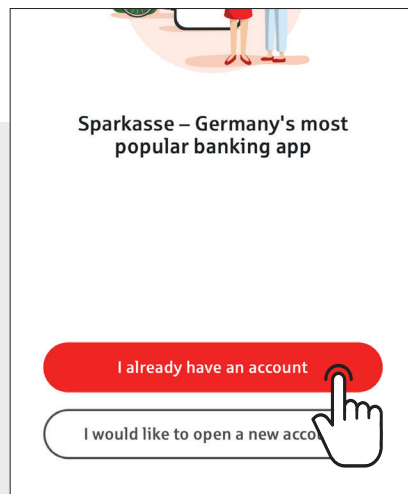 Sparkasse – Germany's most
popular banking app
I already have an account
I would like to open a new acco